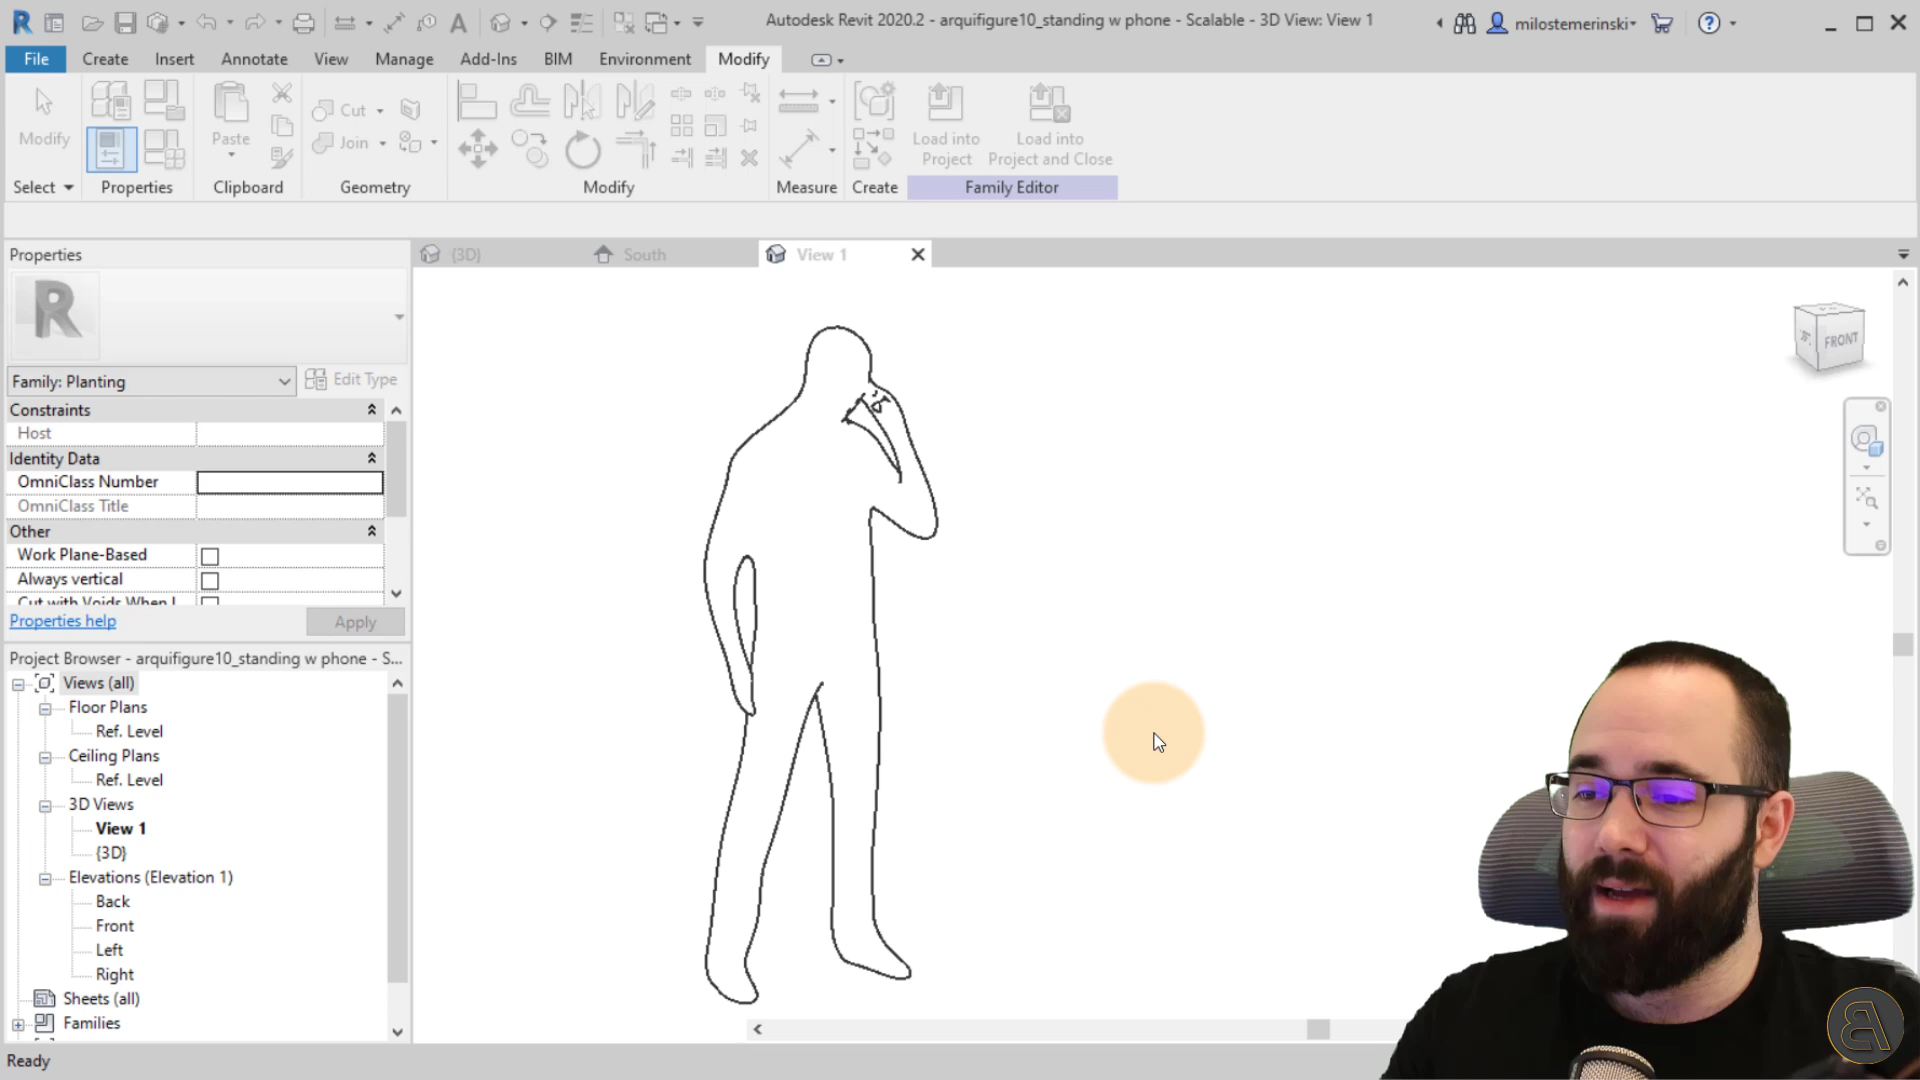 Autodesk Revit 2020.2 - arquifigure10_standing w phone - Scalable - 3D View: View 1
milostemerinski
File Create Insert Annotate View Manage Add-Ins BIM Environment Modify
Modify
Paste
Cut
Join
Load into
Project
Load into
Project and Close
Select Properties Clipboard Geometry Modify Measure Create Family Editor
Properties
{3D} South View 1
FRONT
Family: Planting
Edit Type
Constraints
Host
Identity Data
OmniClass Number
OmniClass Title
Other
Work Plane-Based
Always vertical
Properties help
Apply
Project Browser - arquifigure10_standing w phone - S...
Views (all)
Floor Plans
Ref. Level
Ceiling Plans
Ref. Level
3D Views
View 1
{3D}
Elevations (Elevation 1)
Back
Front
Left
Right
Sheets (all)
Families
Ready